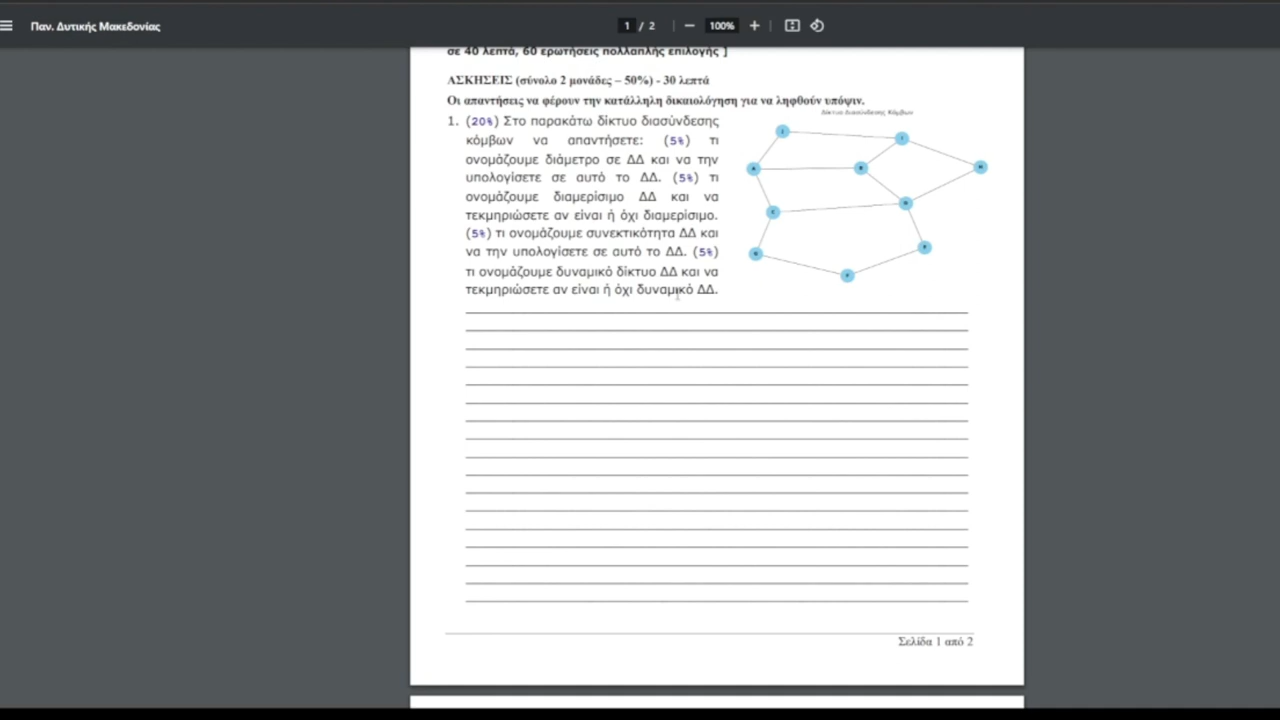 Παν. Δυτικής Μακεδονίας
1 / 2
100%
σε 40 λεπτά, 60 ερωτήσεις πολλαπλής επιλογής ]
ΑΣΚΗΣΕΙΣ (σύνολο 2 μονάδες – 50%) - 30 λεπτά
Οι απαντήσεις να φέρουν την κατάλληλη δικαιολόγηση για να ληφθούν υπόψιν.
Δίκτυο διασύνδεσης Κόμβων
1. (20%) Στο παρακάτω δίκτυο διασύνδεσης
κόμβων να απαντήσετε: (5%) τι
ονομάζουμε διάμετρο σε ΔΔ και να την
υπολογίσετε σε αυτό το ΔΔ. (5%) τι
ονομάζουμε διαμερίσιμο ΔΔ και να
τεκμηριώσετε αν είναι ή όχι διαμερίσιμο.
(5%) τι ονομάζουμε συνεκτικότητα ΔΔ και
να την υπολογίσετε σε αυτό το ΔΔ. (5%)
τι ονομάζουμε δυναμικό δίκτυο ΔΔ και να
τεκμηριώσετε αν είναι ή όχι δυναμικό ΔΔ.
Σελίδα 1 από 2